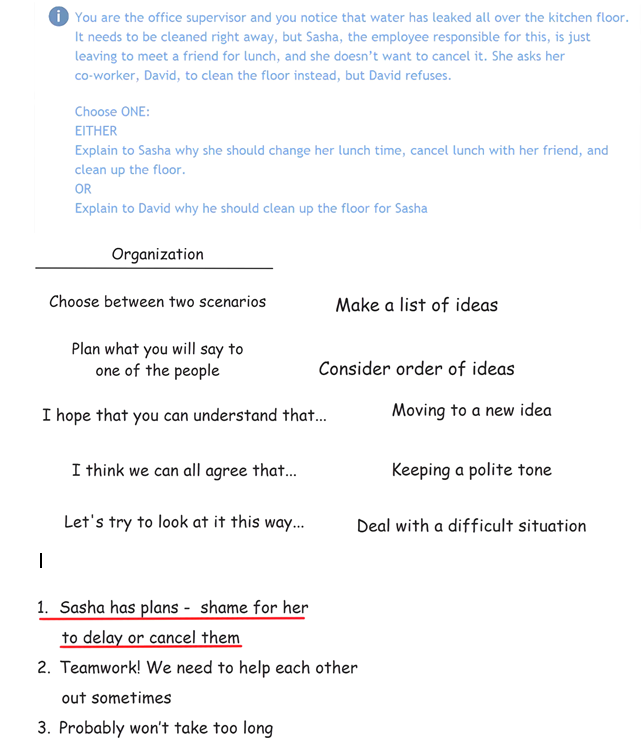 You are the office supervisor and you notice that water has leaked all over the kitchen floor.
It needs to be cleaned right away, but Sasha, the employee responsible for this, is just
leaving to meet a friend for lunch, and she doesn't want to cancel it. She asks her
co-worker, David, to clean the floor instead, but David refuses.
Choose ONE:
EITHER
Explain to Sasha why she should change her lunch time, cancel lunch with her friend, and
clean up the floor.
OR
Explain to David why he should clean up the floor for Sasha
Organization
Choose between two scenarios
Make a list of ideas
Plan what you will say to
one of the people
Consider order of ideas
I hope that you can understand that...
Moving to a new idea
I think we can all agree that...
Keeping a polite tone
Let's try to look at it this way...
Deal with a difficult situation
1. Sasha has plans - shame for her
to delay or cancel them
2. Teamwork! We need to help each other
out sometimes
3. Probably won't take too long